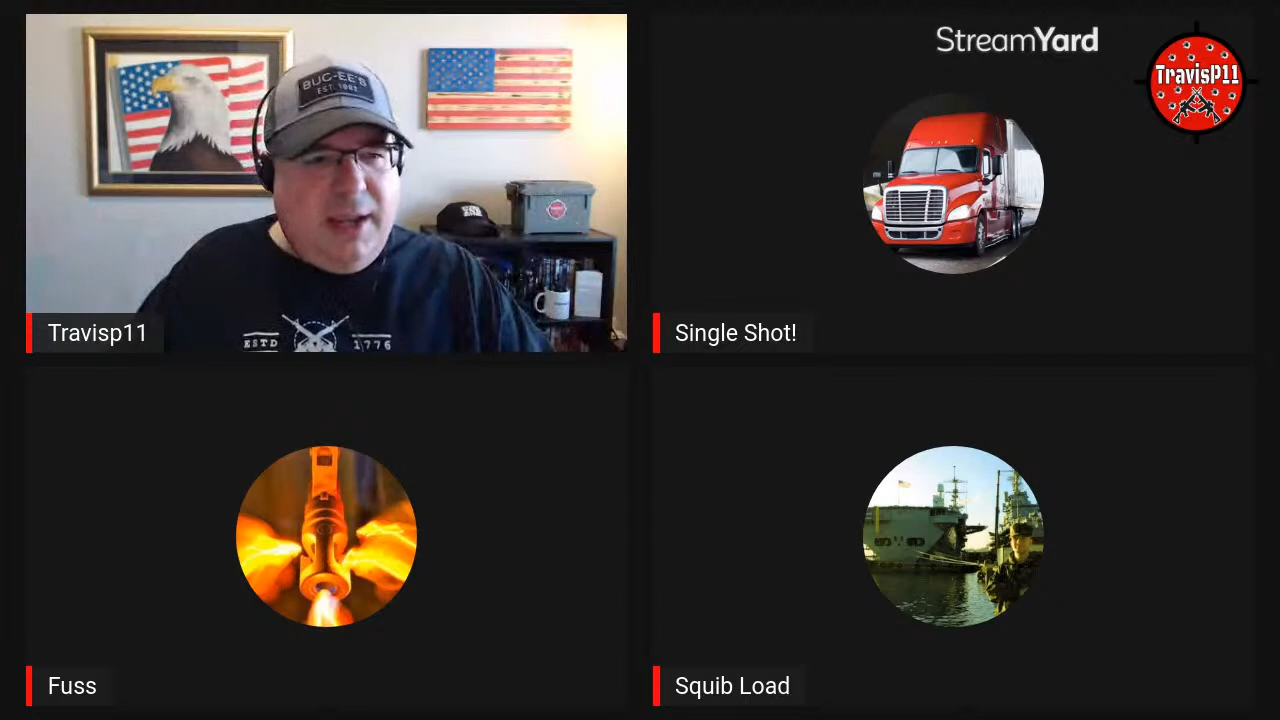 StreamYard
TravisP11
BUC-EE'S
EST. 1982
ESTD
1776
Travisp11
Single Shot!
Fuss
Squib Load